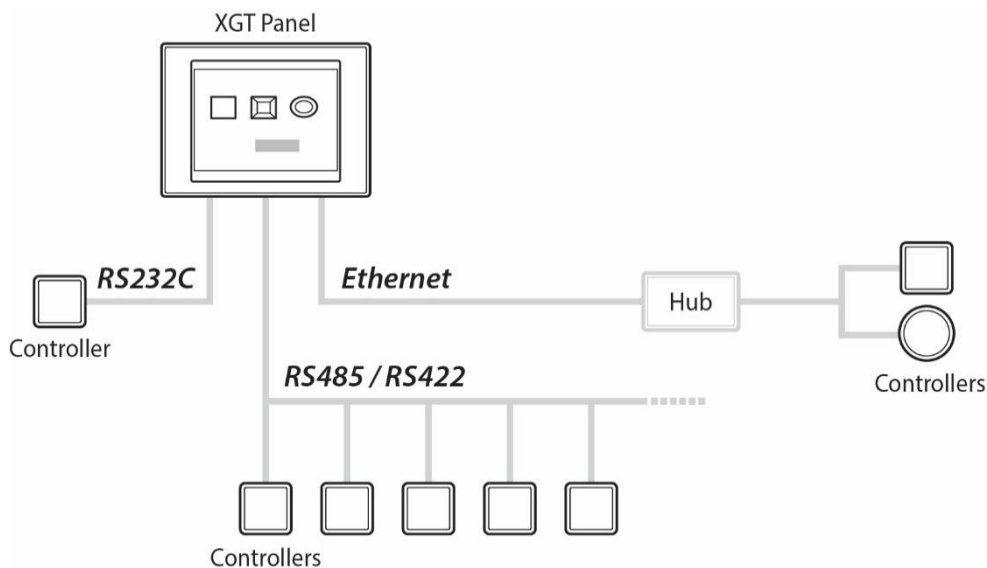 XGT Panel
RS232C
Ethernet
Hub
Controller
Controllers
RS485 / RS422
Controllers